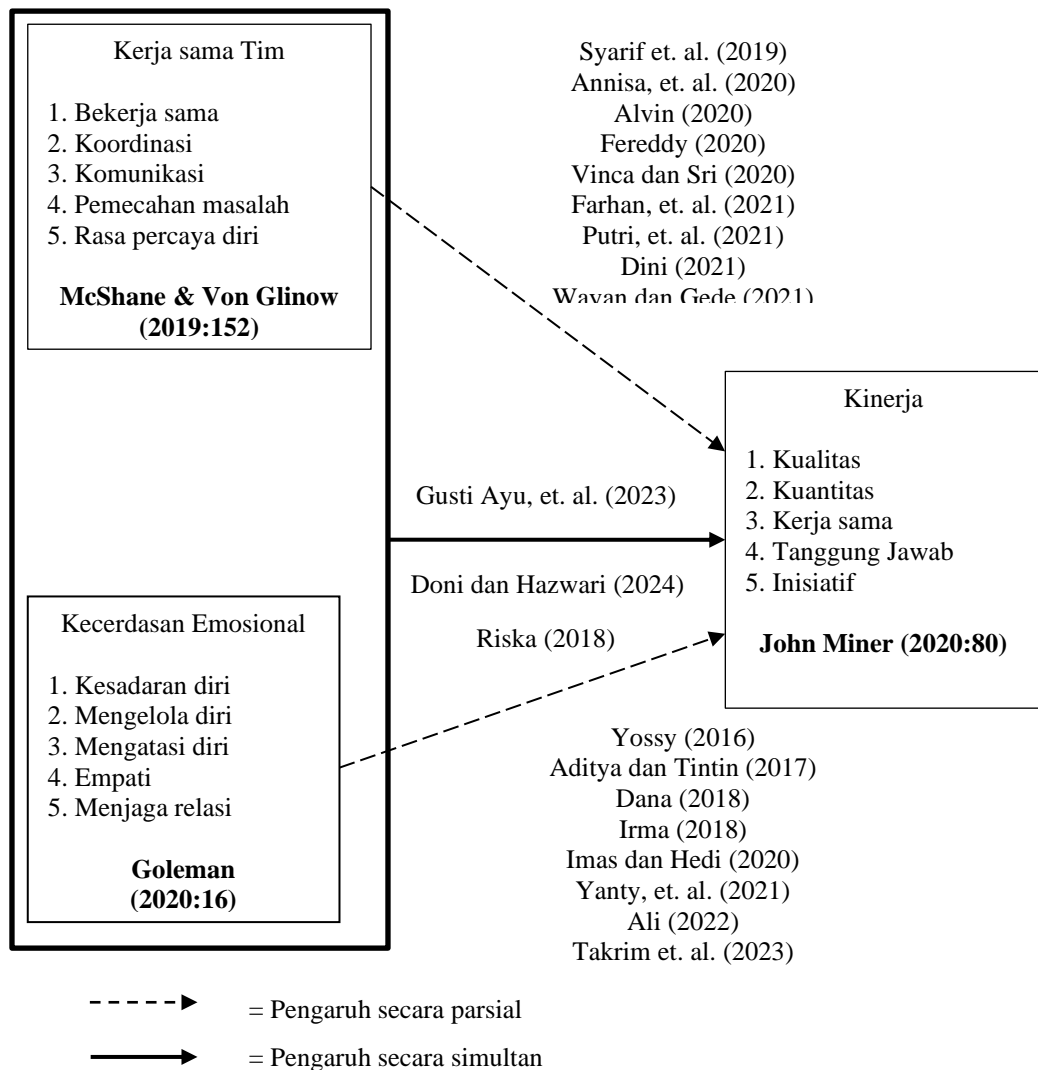 Kerja sama Tim
1. Bekerja sama
2. Koordinasi
3. Komunikasi
4. Pemecahan masalah
5. Rasa percaya diri
McShane & Von Glinow
(2019:152)
Syarif et. al. (2019)
Annisa, et. al. (2020)
Alvin (2020)
Fereddy (2020)
Vinca dan Sri (2020)
Farhan, et. al. (2021)
Putri, et. al. (2021)
Dini (2021)
Wayan dan Gede (2021)
Kinerja
1. Kualitas
2. Kuantitas
3. Kerja sama
4. Tanggung Jawab
5. Inisiatif
John Miner (2020:80)
Gusti Ayu, et. al. (2023)
Doni dan Hazwari (2024)
Riska (2018)
Kecerdasan Emosional
1. Kesadaran diri
2. Mengelola diri
3. Mengatasi diri
4. Empati
5. Menjaga relasi
Goleman
(2020:16)
Yossy (2016)
Aditya dan Tintin (2017)
Dana (2018)
Irma (2018)
Imas dan Hedi (2020)
Yanty, et. al. (2021)
Ali (2022)
Takrim et. al. (2023)
= Pengaruh secara parsial
= Pengaruh secara simultan